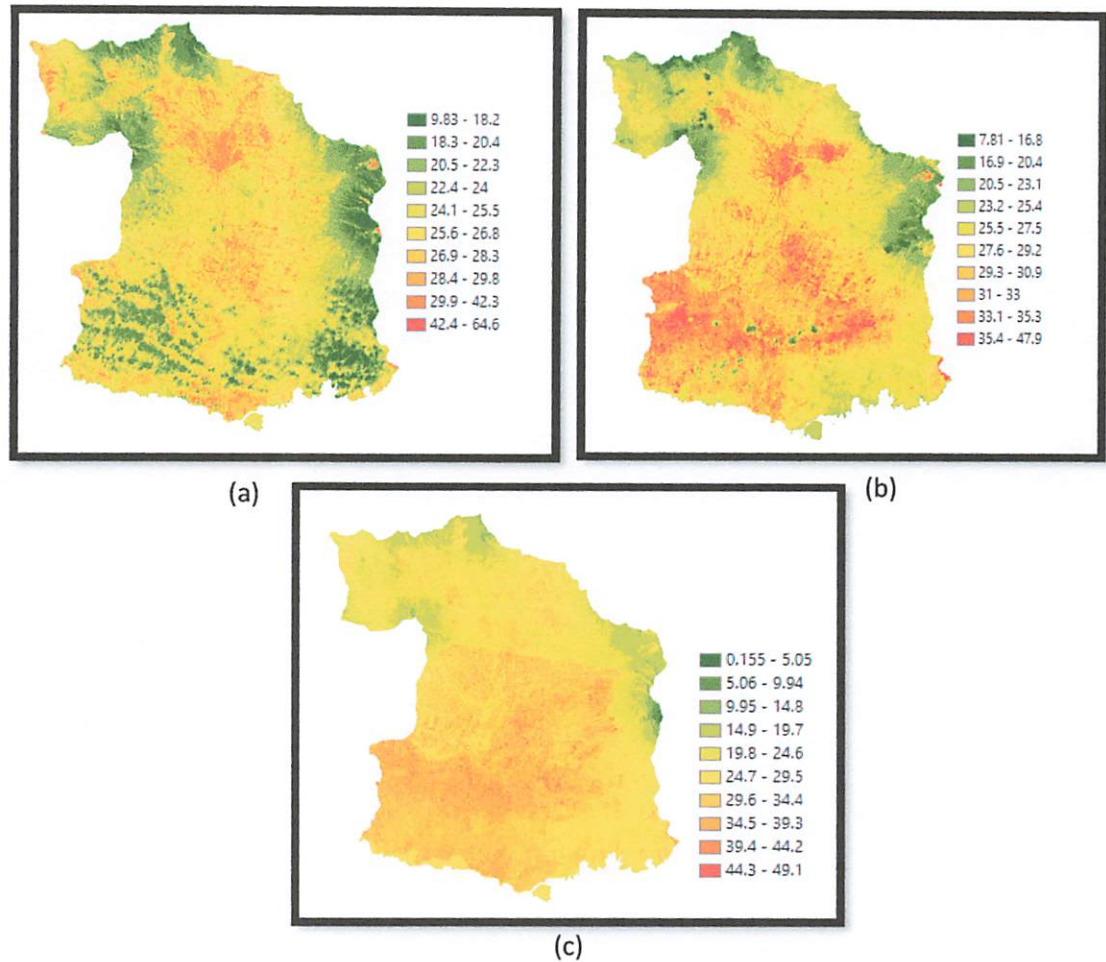 9.83 - 18.2
18.3 - 20.4
20.5 - 22.3
22.4 - 24
24.1 - 25.5
25.6 - 26.8
26.9 - 28.3
28.4 - 29.8
29.9 - 42.3
42.4 - 64.6
(a)
7.81 - 16.8
16.9 - 20.4
20.5 - 23.1
23.2 - 25.4
25.5 - 27.5
27.6 - 29.2
29.3 - 30.9
31 - 33
33.1 - 35.3
35.4 - 47.9
(b)
0.155 - 5.05
5.06 - 9.94
9.95 - 14.8
14.9 - 19.7
19.8 - 24.6
24.7 - 29.5
29.6 - 34.4
34.5 - 39.3
39.4 - 44.2
44.3 - 49.1
(c)